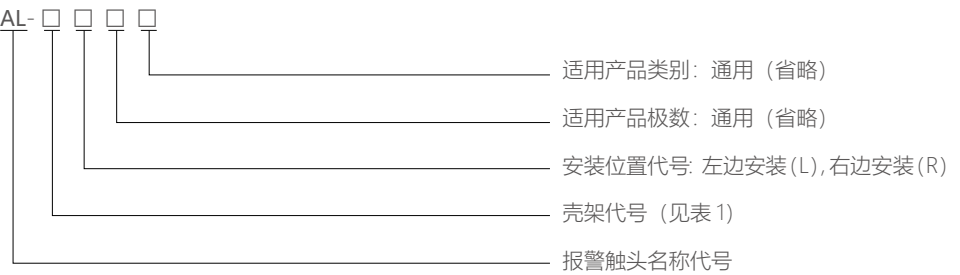 AL-□ □ □ □
适用产品类别：通用（省略）
适用产品极数：通用（省略）
安装位置代号: 左边安装(L),右边安装(R)
壳架代号（见表1)
报警触头名称代号